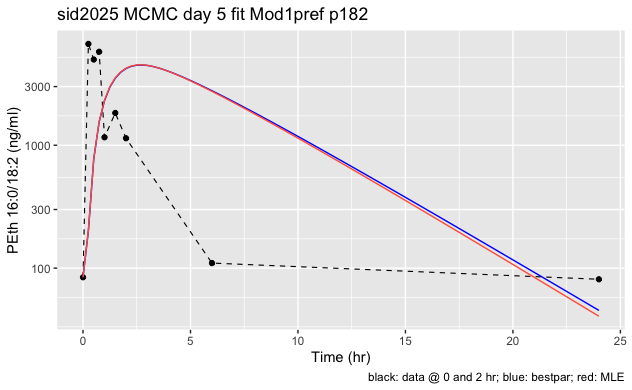 sid2025 MCMC day 5 fit Mod1pref p182
PEth 16:0/18:2 (ng/ml)
3000
1000
300
100
0
5
10
15
20
25
Time (hr)
black: data @ 0 and 2 hr; blue: bestpar; red: MLE